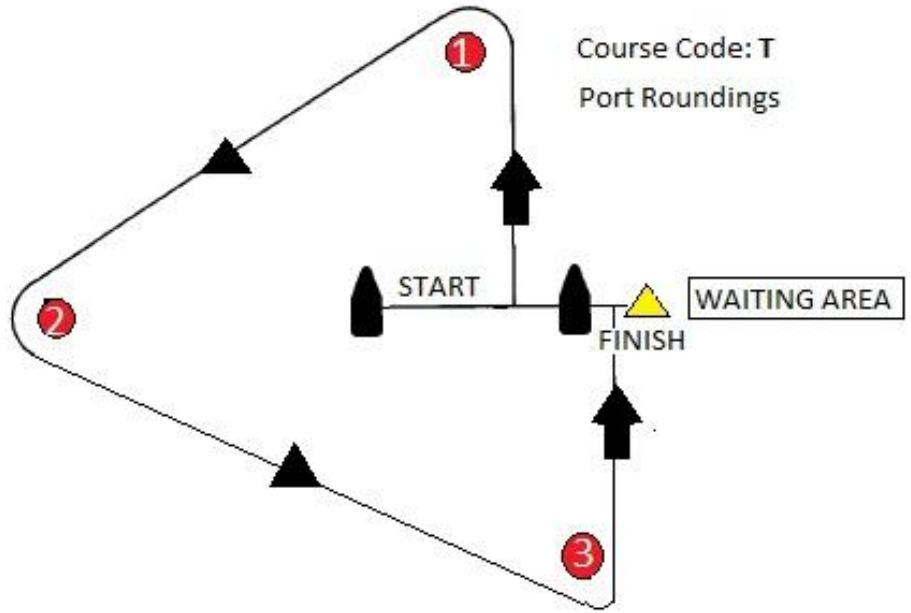 1
Course Code: T
Port Roundings
START
WAITING AREA
2
FINISH
3